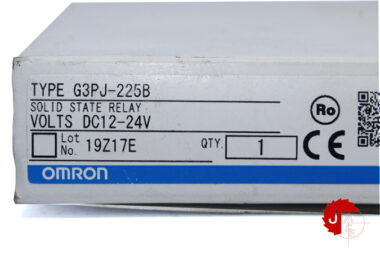 TYPE G3PJ-225B
SOLID STATE RELAY
VOLTS DC12-24V
Lot No. 19Z17E QTY. 1
Ro
CE
OMRON
J